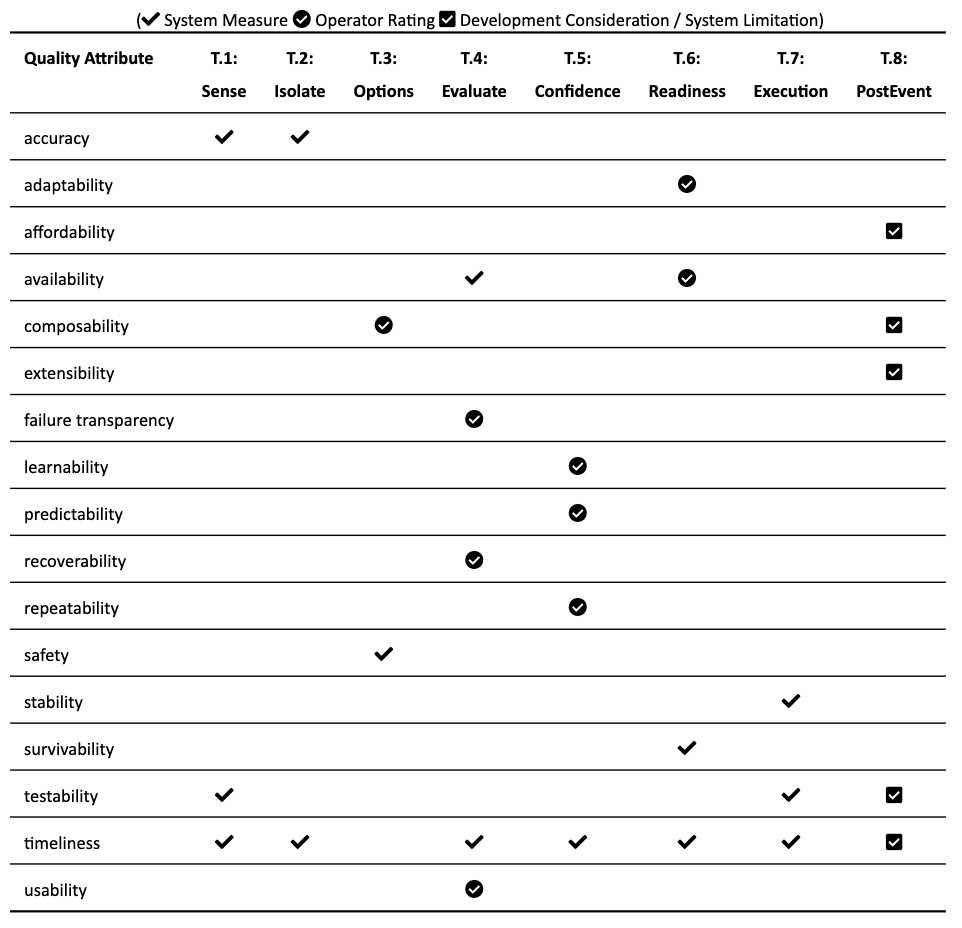 (✔ System Measure ✔ Operator Rating ☑ Development Consideration / System Limitation)
Quality Attribute T.1: T.2: T.3: T.4: T.5: T.6: T.7: T.8:
Sense Isolate Options Evaluate Confidence Readiness Execution PostEvent
accuracy
adaptability
affordability
availability
composability
extensibility
failure transparency
learnability
predictability
recoverability
repeatability
safety
stability
survivability
testability
timeliness
usability